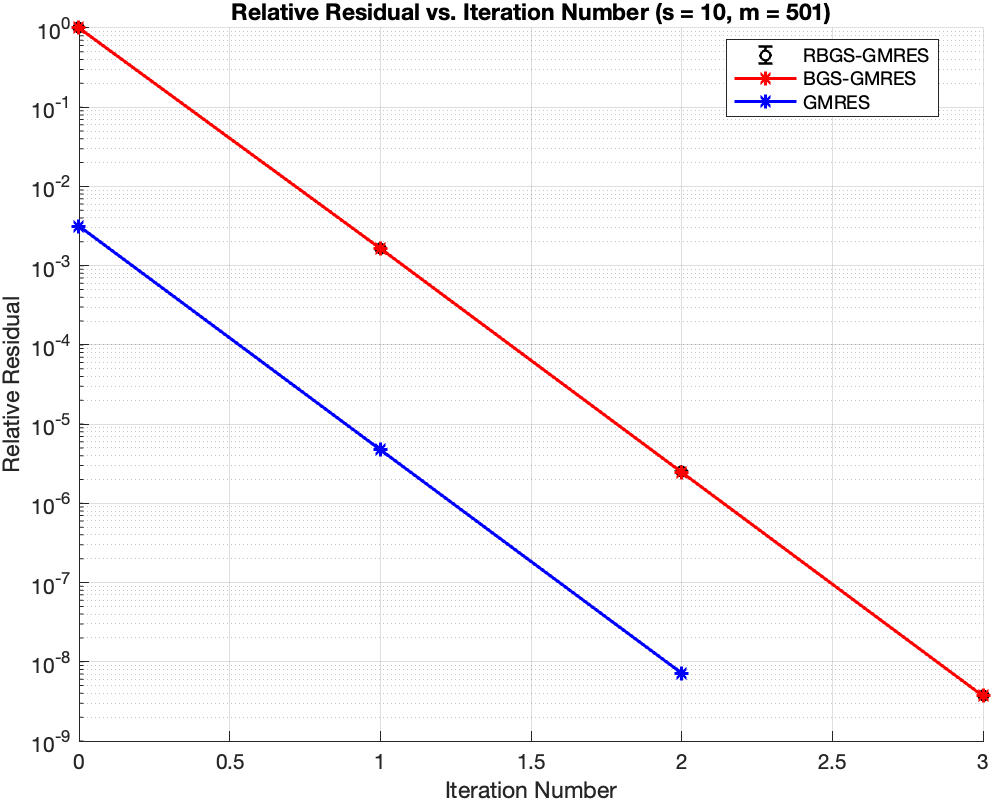 Relative Residual vs. Iteration Number (s = 10, m = 501)
RBGS-GMRES
BGS-GMRES
GMRES
Relative Residual
10^0
10^-1
10^-2
10^-3
10^-4
10^-5
10^-6
10^-7
10^-8
10^-9
0 0.5 1 1.5 2 2.5 3
Iteration Number